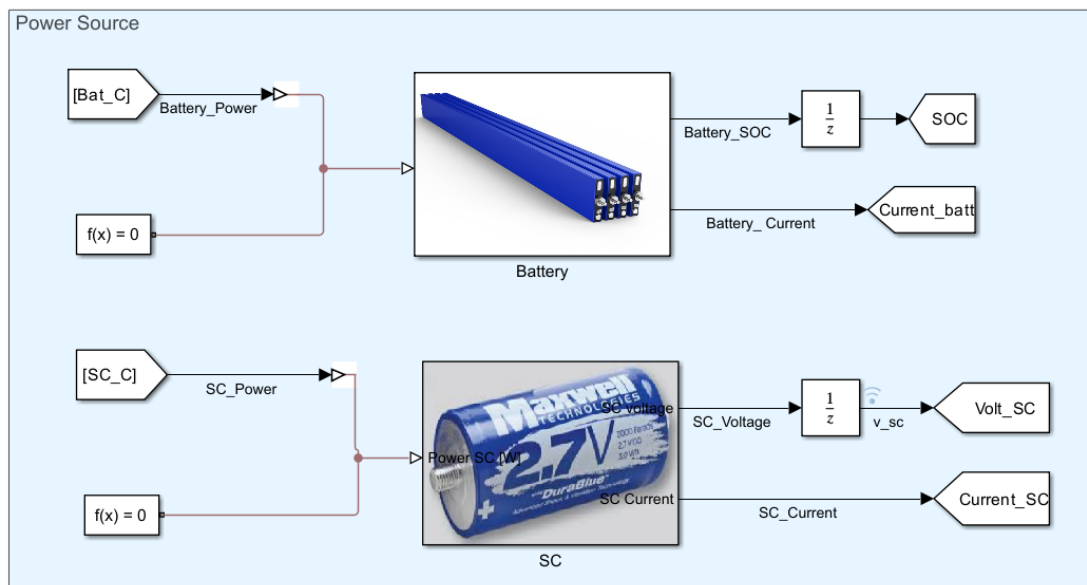 Power Source
[Bat_C]
Battery_Power
f(x) = 0
Battery
Battery_SOC
1
z
SOC
Battery_ Current
Current_batt
[SC_C]
SC_Power
f(x) = 0
Power SC [W]
Maxwell
TECHNOLOGIES
2.7V
DuraBlue
SC voltage
SC Current
SC
SC_Voltage
1
z
v_sc
Volt_SC
SC_Current
Current_SC